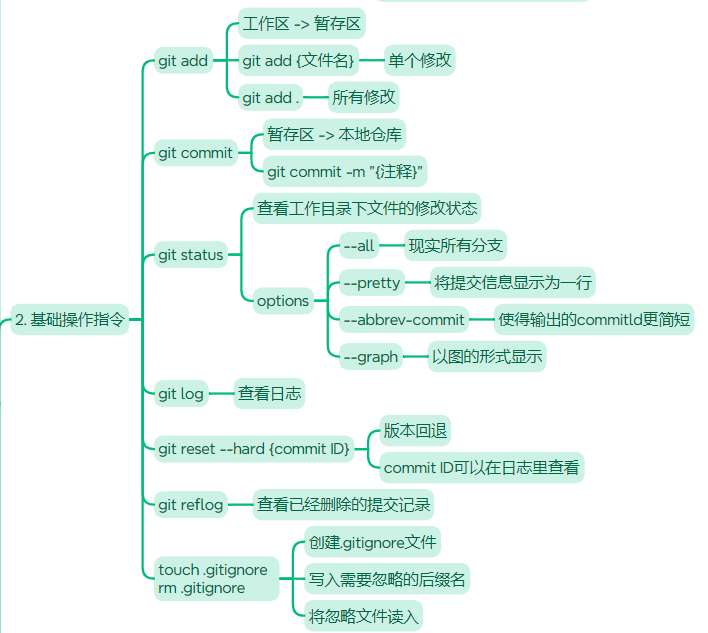 2. 基础操作指令
git add
工作区 -> 暂存区
git add {文件名}
单个修改
git add .
所有修改
git commit
暂存区 -> 本地仓库
git commit -m "{注释}"
git status
查看工作目录下文件的修改状态
options
--all
现实所有分支
--pretty
将提交信息显示为一行
--abbrev-commit
使得输出的commitId更简短
--graph
以图的形式显示
git log
查看日志
git reset --hard {commit ID}
版本回退
commit ID可以在日志里查看
git reflog
查看已经删除的提交记录
touch .gitignore
rm .gitignore
创建.gitignore文件
写入需要忽略的后缀名
将忽略文件读入